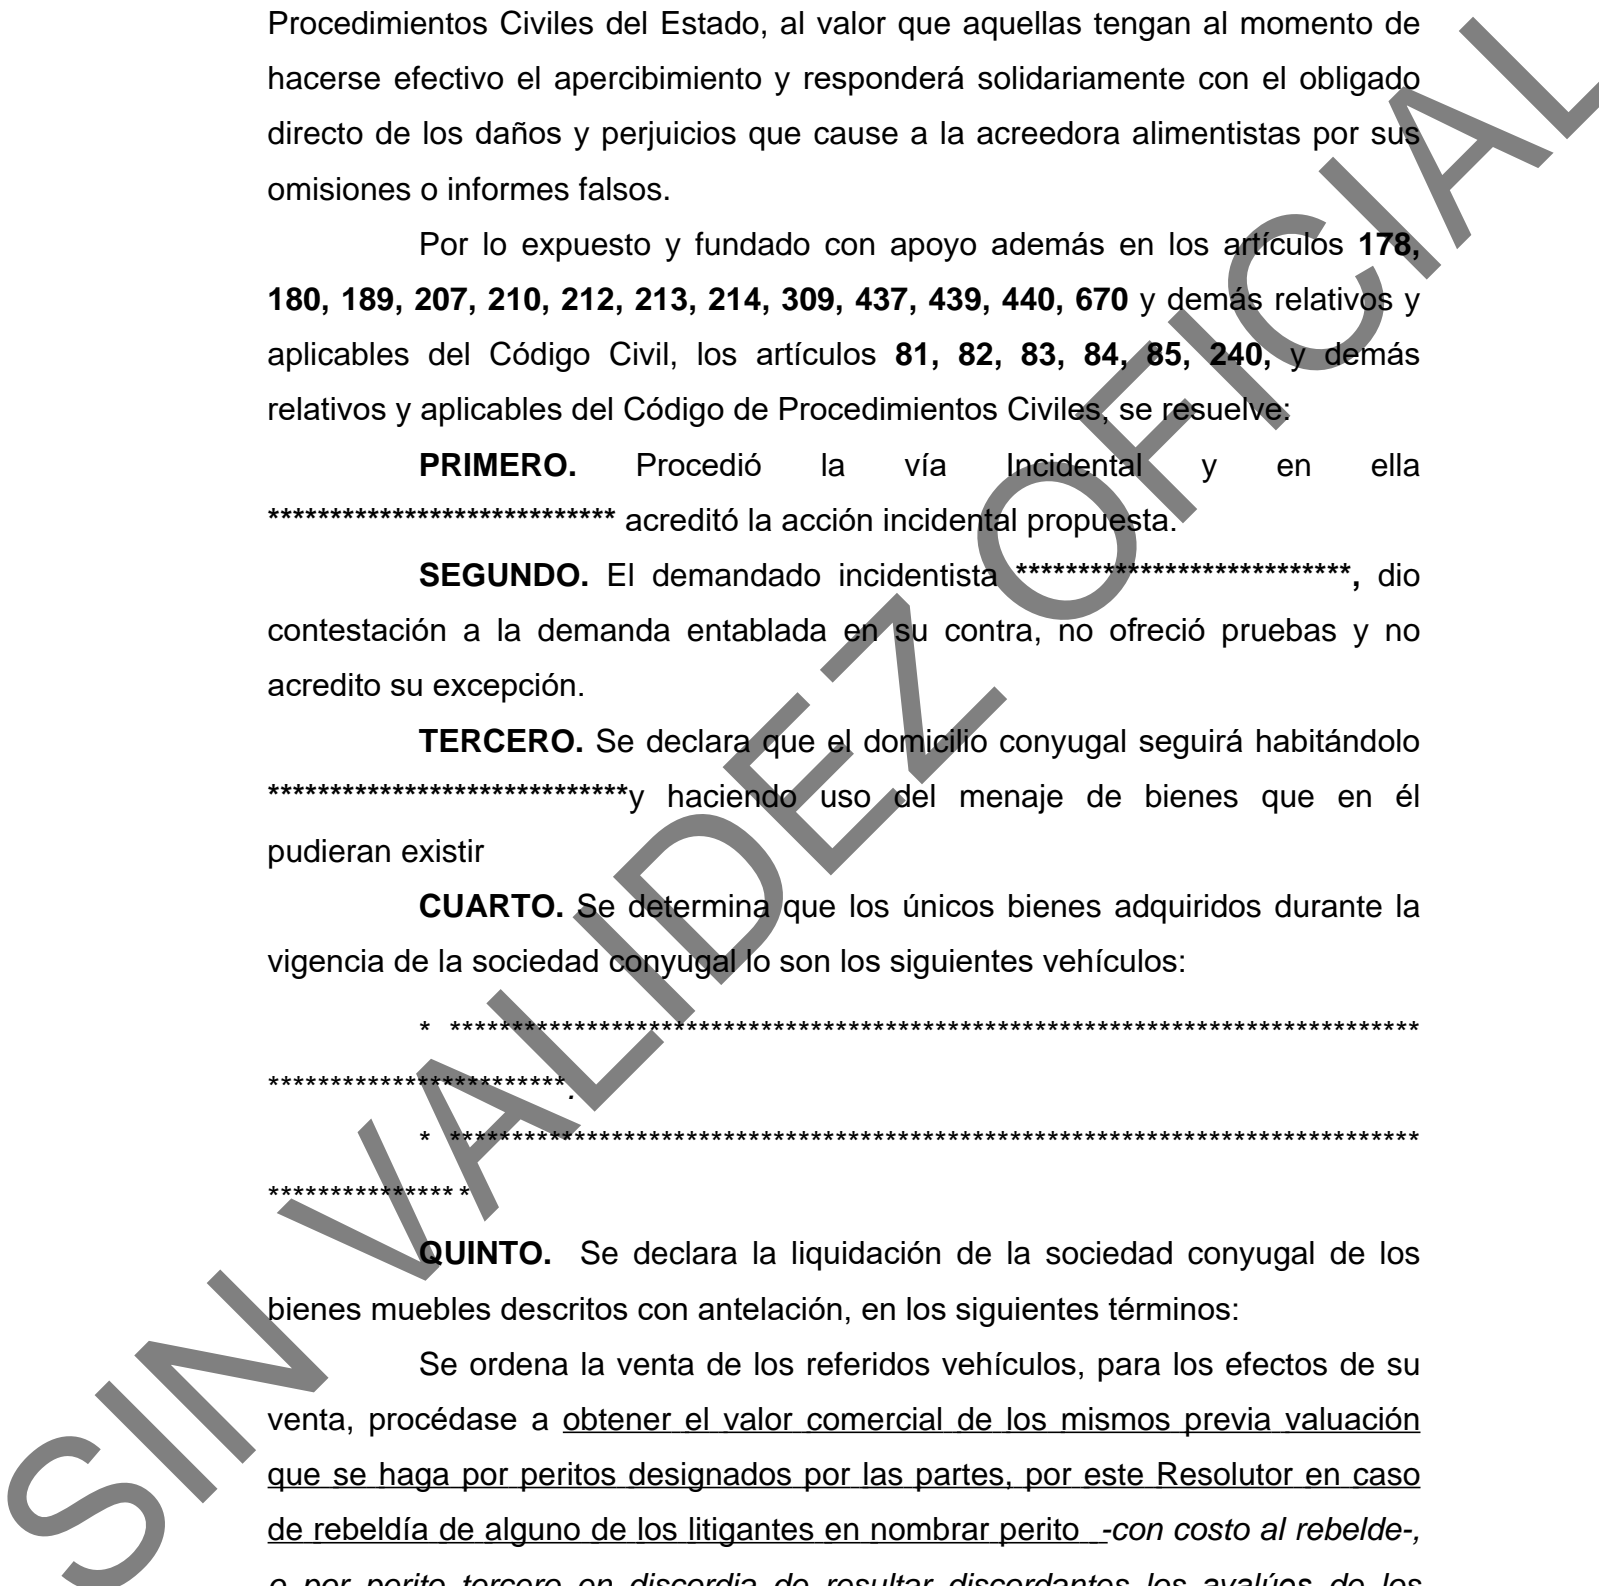 Procedimientos Civiles del Estado, al valor que aquellas tengan al momento de
hacerse efectivo el apercibimiento y responderá solidariamente con el obligado
directo de los daños y perjuicios que cause a la acreedora alimentistas por sus
omisiones o informes falsos.
Por lo expuesto y fundado con apoyo además en los artículos 178,
180, 189, 207, 210, 212, 213, 214, 309, 437, 439, 440, 670 y demás relativos y
aplicables del Código Civil, los artículos 81, 82, 83, 84, 85, 240, y demás
relativos y aplicables del Código de Procedimientos Civiles, se resuelve:
PRIMERO. Procedió la vía Incidental y en ella
**************************** acreditó la acción incidental propuesta.
SEGUNDO. El demandado incidentista ***************************, dio
contestación a la demanda entablada en su contra, no ofreció pruebas y no
acredito su excepción.
TERCERO. Se declara que el domicilio conyugal seguirá habitándolo
*****************************y haciendo uso del menaje de bienes que en él
pudieran existir
CUARTO. Se determina que los únicos bienes adquiridos durante la
vigencia de la sociedad conyugal lo son los siguientes vehículos:
* ******************************************************************************
************************.
* ******************************************************************************
*************** *
QUINTO. Se declara la liquidación de la sociedad conyugal de los
bienes muebles descritos con antelación, en los siguientes términos:
Se ordena la venta de los referidos vehículos, para los efectos de su
venta, procédase a obtener el valor comercial de los mismos previa valuación
que se haga por peritos designados por las partes, por este Resolutor en caso
de rebeldía de alguno de los litigantes en nombrar perito -con costo al rebelde-,
o por perito tercero en discordia de resultar discordantes los avalúos de los
SIN VALIDEZ OFICIAL